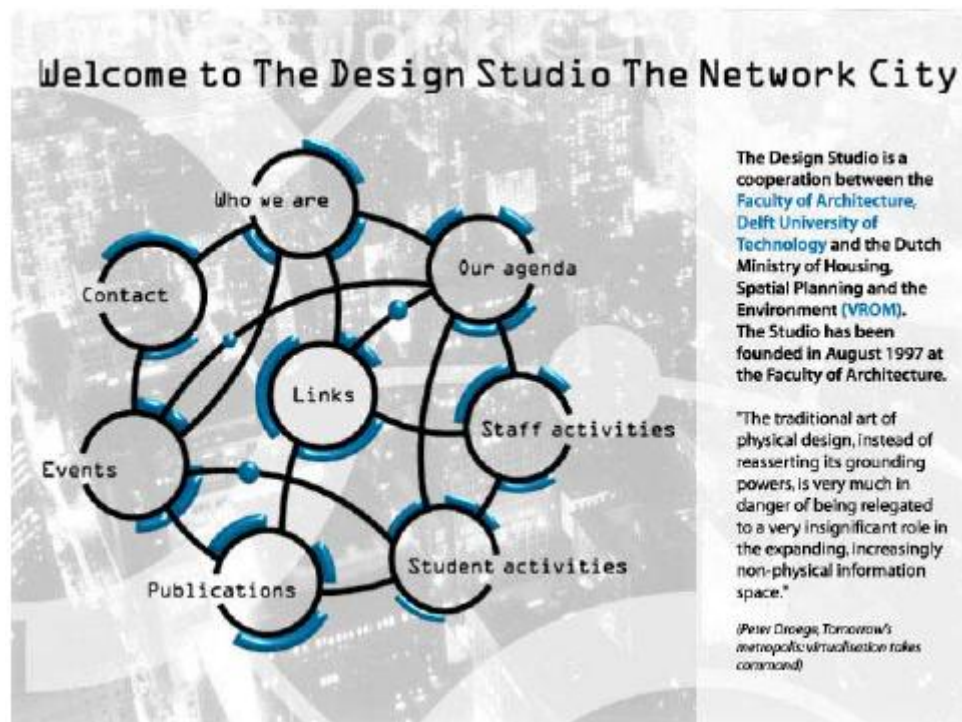 The Network City
Welcome to The Design Studio The Network City
Who we are
Our agenda
Contact
Links
Staff activities
Events
Student activities
Publications
The Design Studio is a
cooperation between the
Faculty of Architecture,
Delft University of
Technology and the Dutch
Ministry of Housing,
Spatial Planning and the
Environment (VROM).
The Studio has been
founded in August 1997 at
the Faculty of Architecture.
"The traditional art of
physical design, instead of
reasserting its grounding
powers, is very much in
danger of being relegated
to a very insignificant role in
the expanding, increasingly
non-physical information
space."
(Peter Droege, Tomorrow's
metropolis: virtualisation takes
command)